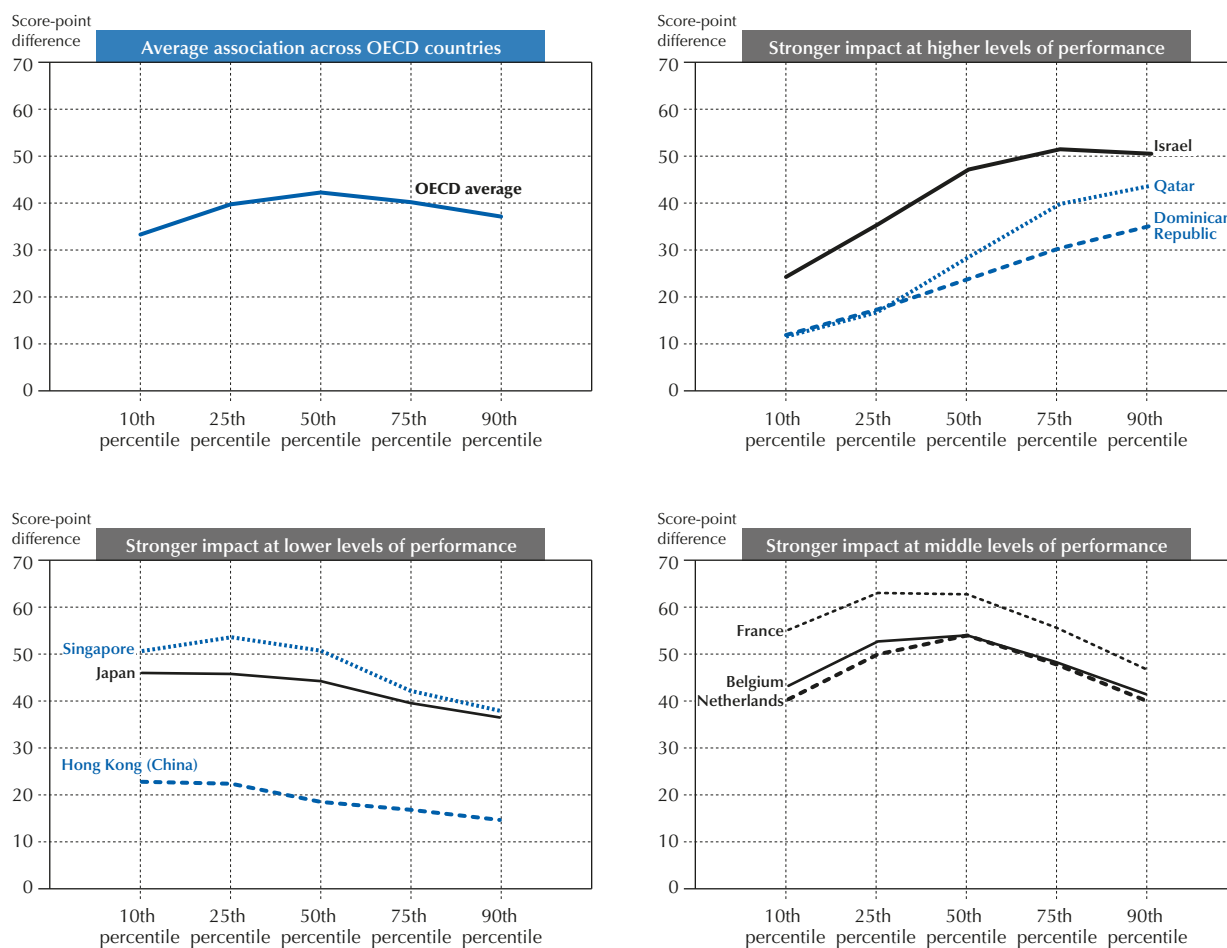 Score-point
difference
Average association across OECD countries
70
60
50
40
30
20
10
0
OECD average
10th
percentile
25th
percentile
50th
percentile
75th
percentile
90th
percentile
Score-point
difference
Stronger impact at higher levels of performance
70
60
50
40
30
20
10
0
Israel
Qatar
Dominican
Republic
10th
percentile
25th
percentile
50th
percentile
75th
percentile
90th
percentile
Score-point
difference
Stronger impact at lower levels of performance
70
60
50
40
30
20
10
0
Singapore
Japan
Hong Kong (China)
10th
percentile
25th
percentile
50th
percentile
75th
percentile
90th
percentile
Score-point
difference
Stronger impact at middle levels of performance
70
60
50
40
30
20
10
0
France
Belgium
Netherlands
10th
percentile
25th
percentile
50th
percentile
75th
percentile
90th
percentile